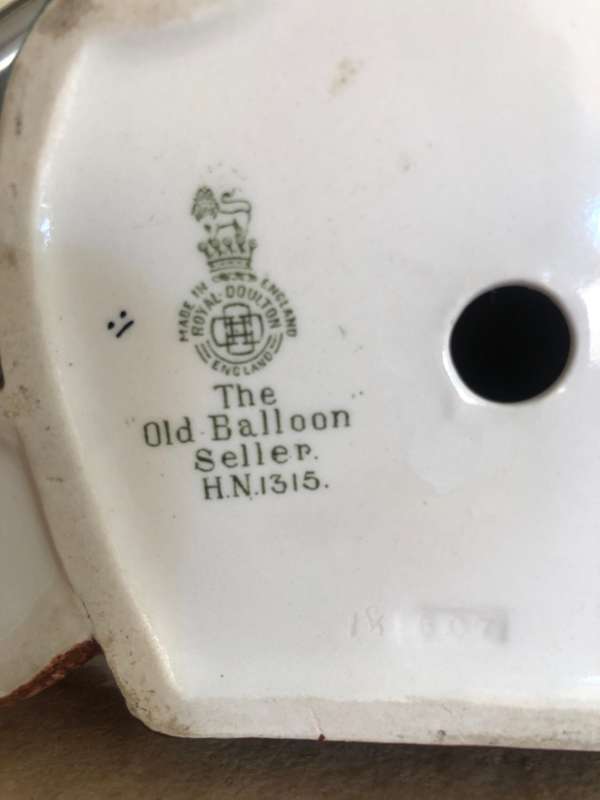 MADE IN ENGLAND
ROYAL·DOULTON
ENGLAND
The
Old Balloon
Seller.
H.N.1315.